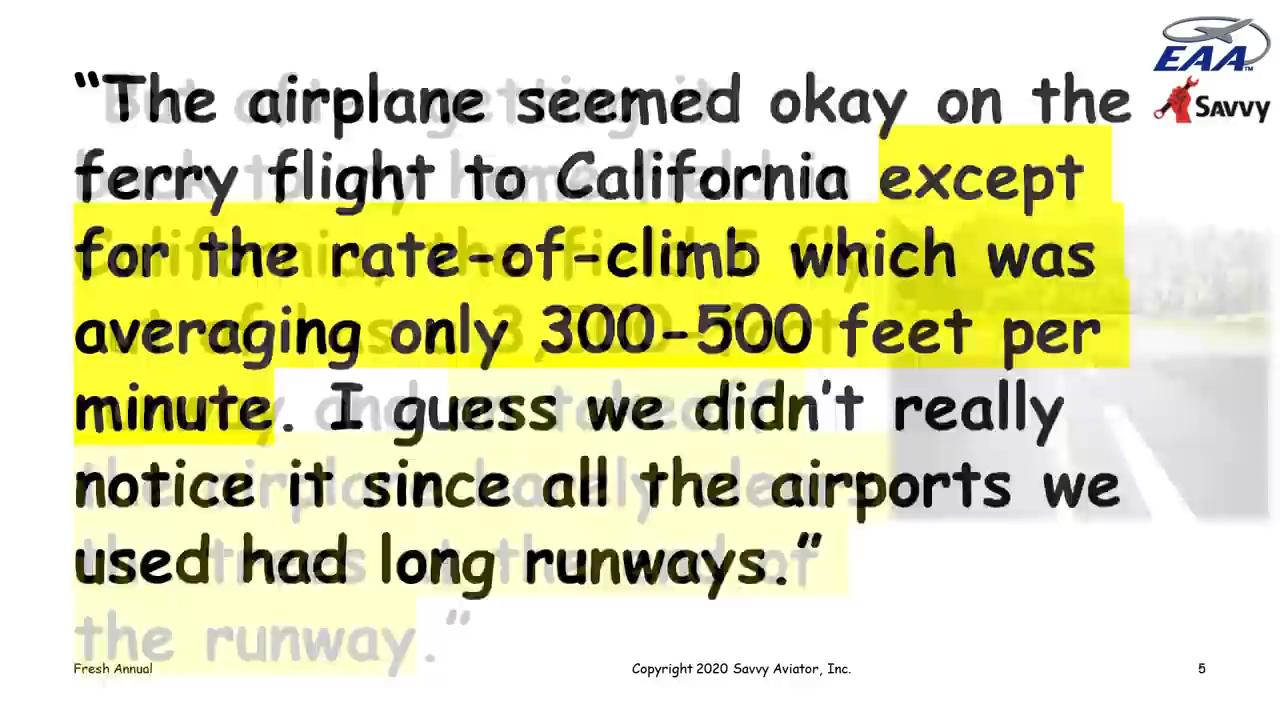 EAA
SAVVY
“The airplane seemed okay on the
ferry flight to California except
for the rate-of-climb which was
averaging only 300-500 feet per
minute. I guess we didn’t really
notice it since all the airports we
used had long runways.”
the runway.”
Fresh Annual
Copyright 2020 Savvy Aviator, Inc.
5